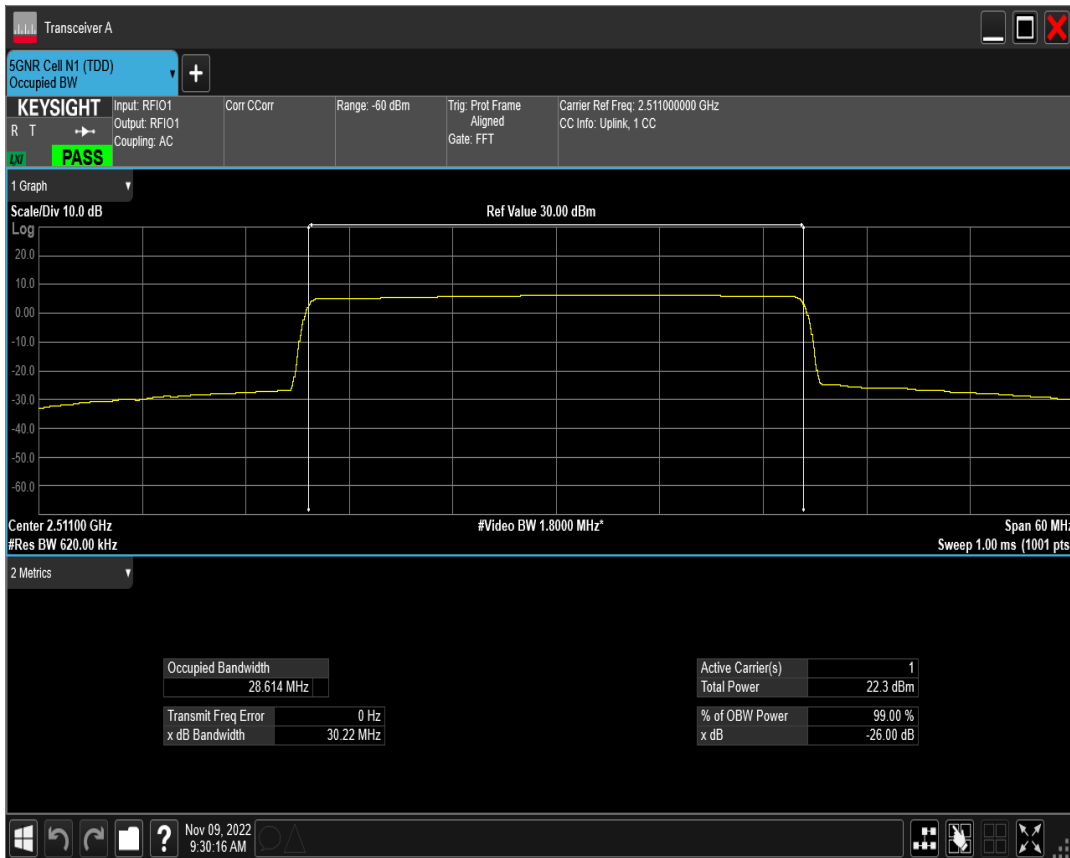 Transceiver A
5GNR Cell N1 (TDD)
Occupied BW
+
KEYSIGHT
R T
LXI
PASS
Input: RFIO1
Output: RFIO1
Coupling: AC
Corr CCorr
Range: -60 dBm
Trig: Prot Frame
Aligned
Gate: FFT
Carrier Ref Freq: 2.511000000 GHz
CC Info: Uplink, 1 CC
1 Graph
Scale/Div 10.0 dB
Ref Value 30.00 dBm
Log
20.0
10.0
0.00
-10.0
-20.0
-30.0
-40.0
-50.0
-60.0
Center 2.51100 GHz
#Video BW 1.8000 MHz*
Span 60 MHz
#Res BW 620.00 kHz
Sweep 1.00 ms (1001 pts
2 Metrics
Occupied Bandwidth
28.614 MHz
Transmit Freq Error 0 Hz
x dB Bandwidth 30.22 MHz
Active Carrier(s) 1
Total Power 22.3 dBm
% of OBW Power 99.00 %
x dB -26.00 dB
?
Nov 09, 2022
9:30:16 AM